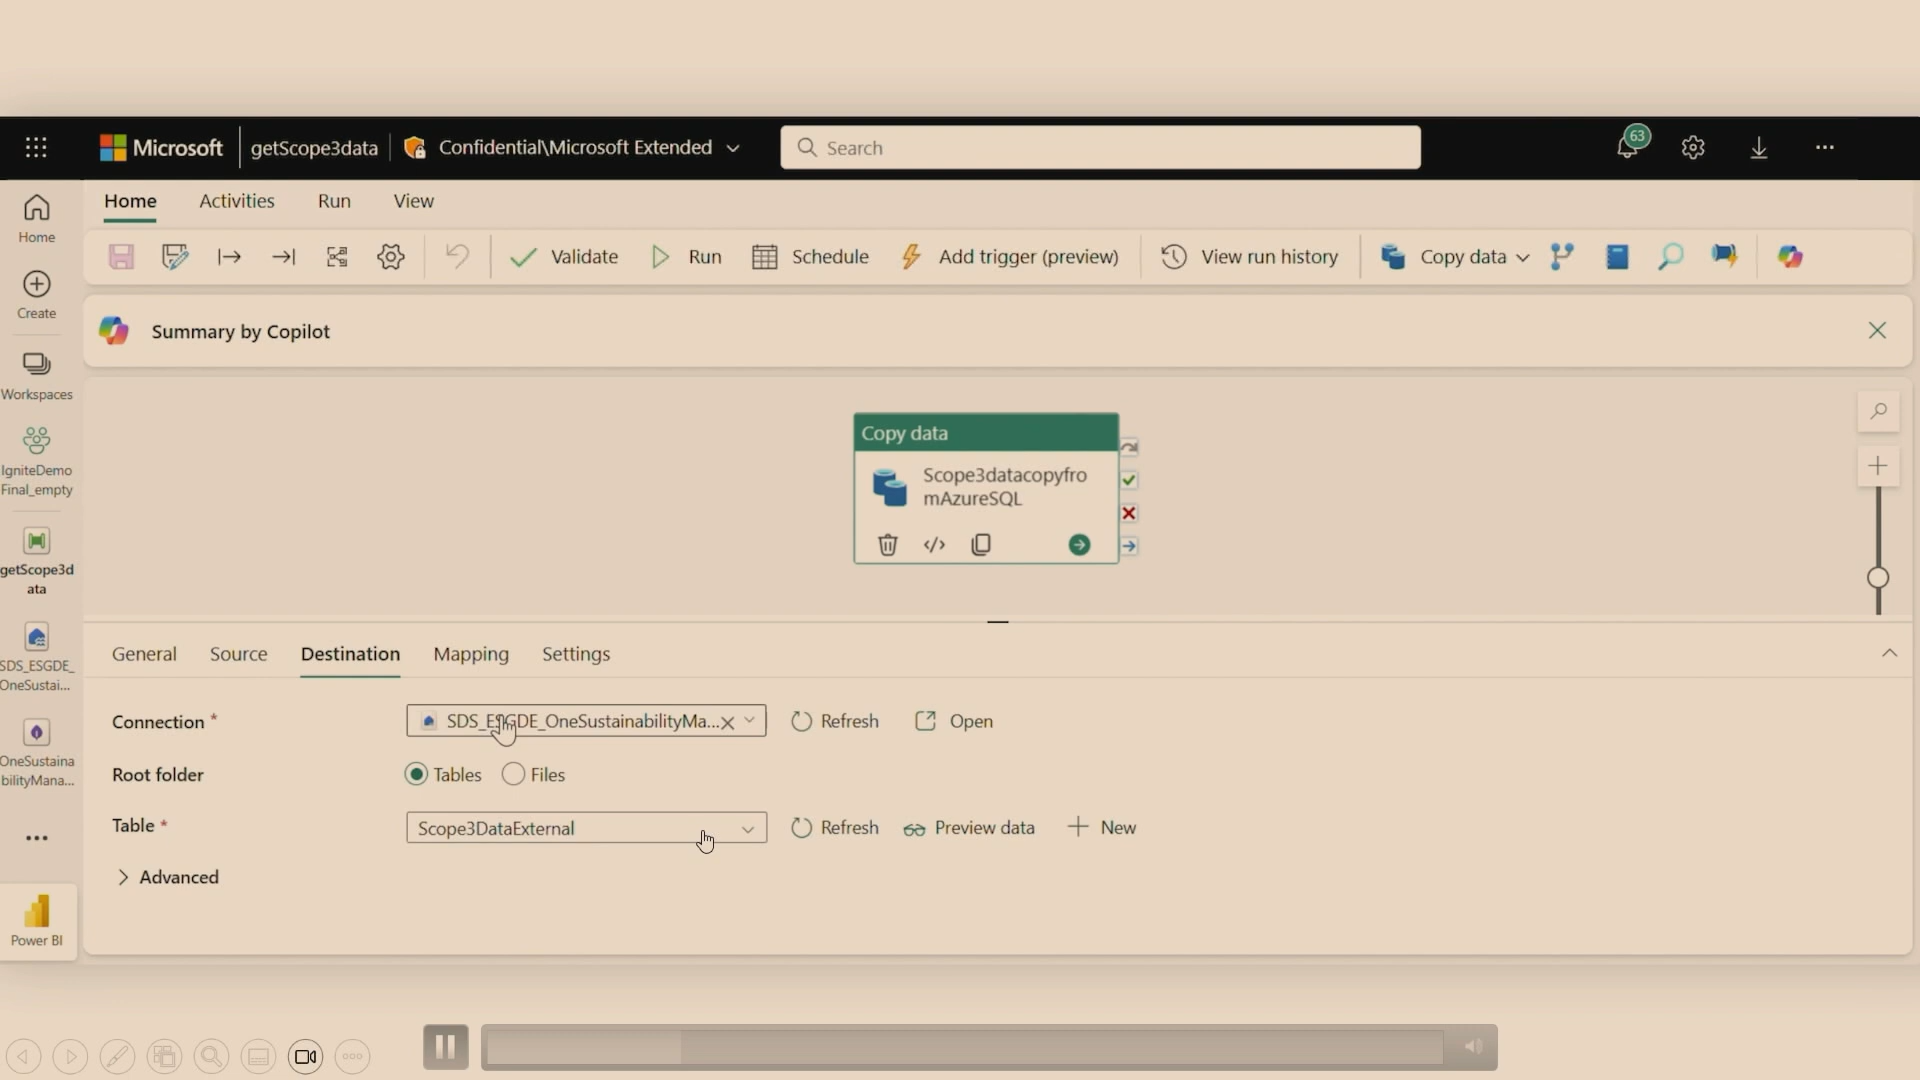 Microsoft
getScope3data
Confidential\Microsoft Extended
Search
63
Home
Activities
Run
View
Validate
Run
Schedule
Add trigger (preview)
View run history
Copy data
Summary by Copilot
Home
Create
Workspaces
IgniteDemo
Final_empty
getScope3d
ata
SDS_ESGDE_
OneSustai...
OneSustaina
bilityMana...
Power BI
Copy data
Scope3datacopyfro
mAzureSQL
General
Source
Destination
Mapping
Settings
Connection *
SDS_ESGDE_OneSustainabilityMa...
Refresh
Open
Root folder
Tables
Files
Table *
Scope3DataExternal
Refresh
Preview data
New
Advanced